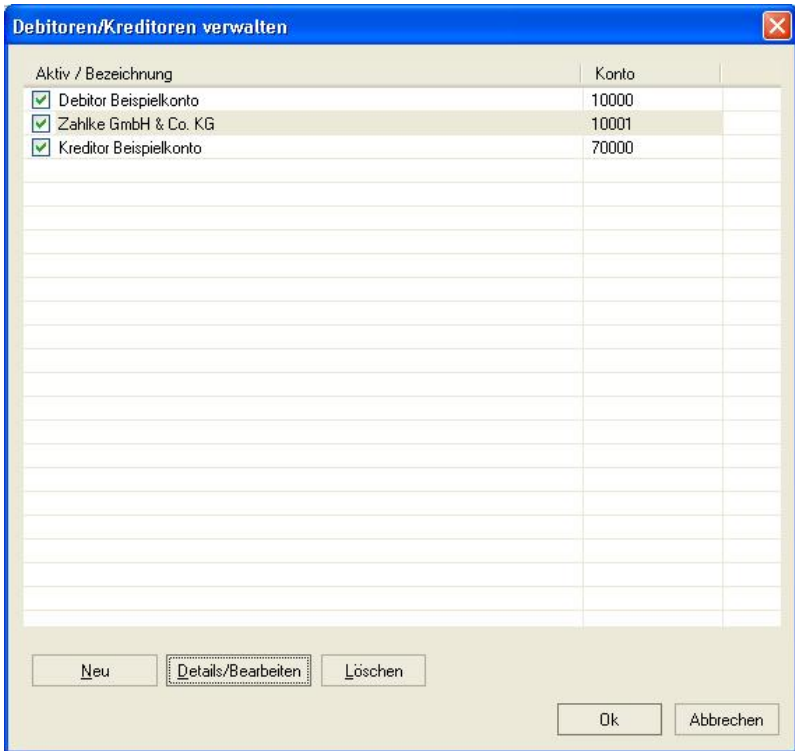 Debitoren/Kreditoren verwalten
Aktiv / Bezeichnung Konto
Debitor Beispielkonto 10000
Zahlke GmbH & Co. KG 10001
Kreditor Beispielkonto 70000
Neu Details/Bearbeiten Löschen
Ok Abbrechen